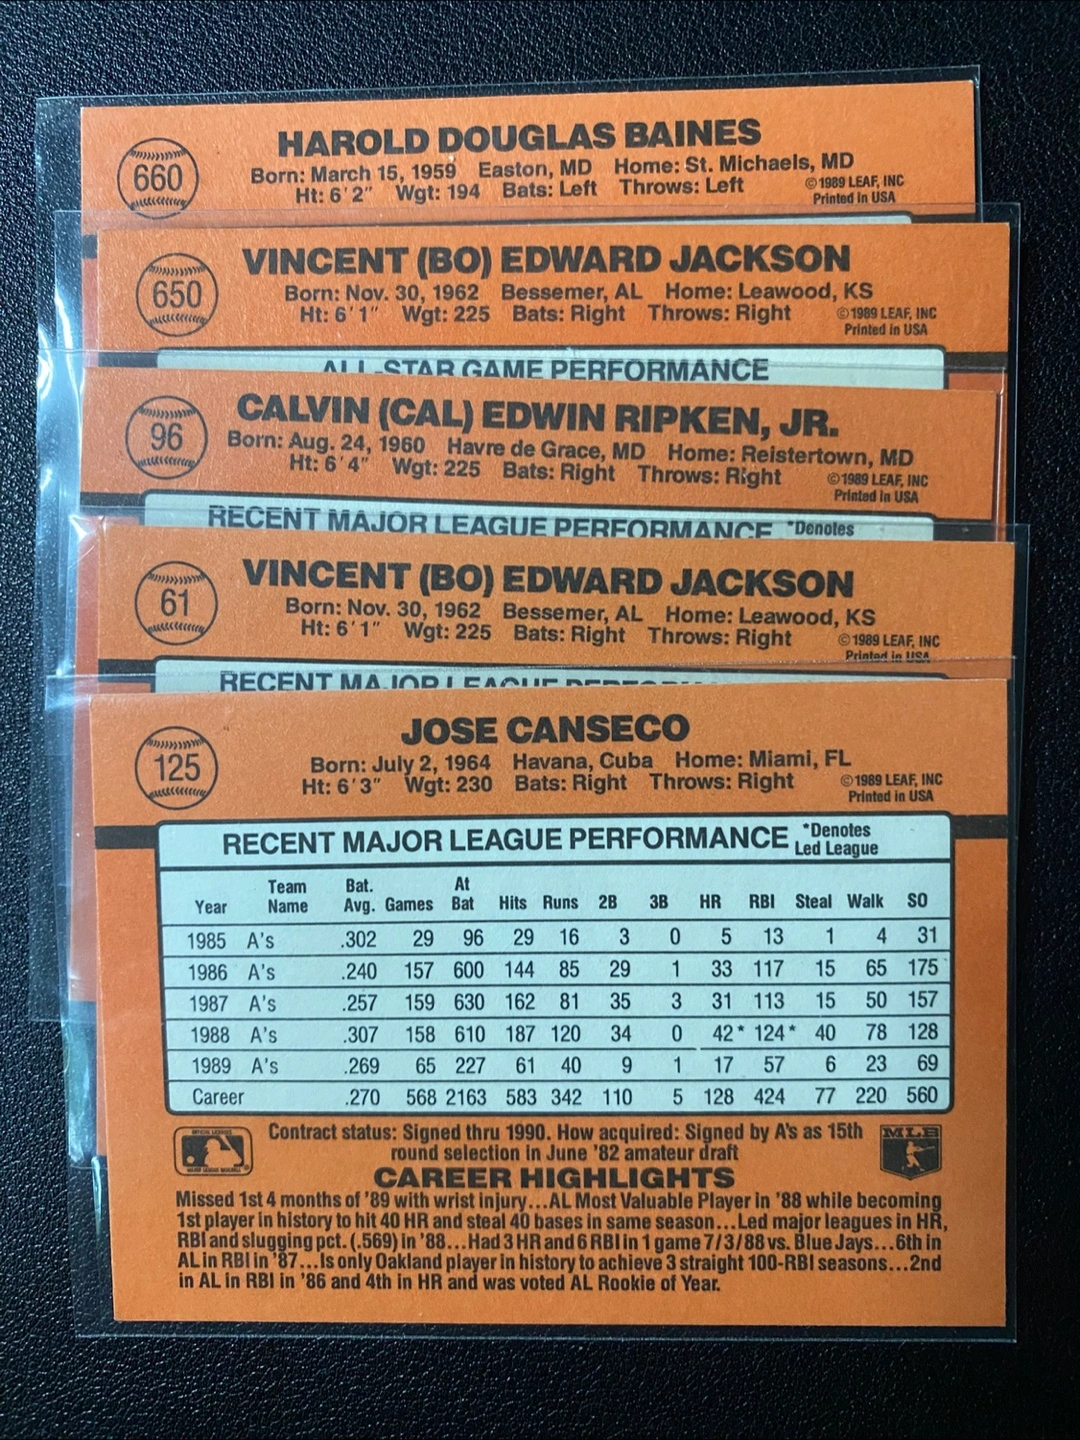 HAROLD DOUGLAS BAINES
660
Born: March 15, 1959 Easton, MD Home: St. Michaels, MD
Ht: 6'2" Wgt: 194 Bats: Left Throws: Left
©1989 LEAF, INC
Printed in USA
VINCENT (BO) EDWARD JACKSON
650
Born: Nov. 30, 1962 Bessemer, AL Home: Leawood, KS
Ht: 6'1" Wgt: 225 Bats: Right Throws: Right
©1989 LEAF, INC
Printed in USA
ALL-STAR GAME PERFORMANCE
CALVIN (CAL) EDWIN RIPKEN, JR.
96
Born: Aug. 24, 1960 Havre de Grace, MD Home: Reistertown, MD
Ht: 6'4" Wgt: 225 Bats: Right Throws: Right
©1989 LEAF, INC
Printed in USA
RECENT MAJOR LEAGUE PERFORMANCE *Denotes
VINCENT (BO) EDWARD JACKSON
61
Born: Nov. 30, 1962 Bessemer, AL Home: Leawood, KS
Ht: 6'1" Wgt: 225 Bats: Right Throws: Right
©1989 LEAF, INC
Printed in USA
RECENT MAJOR LEAGUE
JOSE CANSECO
125
Born: July 2, 1964 Havana, Cuba Home: Miami, FL
Ht: 6'3" Wgt: 230 Bats: Right Throws: Right
©1989 LEAF, INC
Printed in USA
RECENT MAJOR LEAGUE PERFORMANCE *Denotes Led League
Year Team Name Bat. Avg. Games At Bat Hits Runs 2B 3B HR RBI Steal Walk SO
1985 A's .302 29 96 29 16 3 0 5 13 1 4 31
1986 A's .240 157 600 144 85 29 1 33 117 15 65 175
1987 A's .257 159 630 162 81 35 3 31 113 15 50 157
1988 A's .307 158 610 187 120 34 0 42* 124* 40 78 128
1989 A's .269 65 227 61 40 9 1 17 57 6 23 69
Career .270 568 2163 583 342 110 5 128 424 77 220 560
Contract status: Signed thru 1990. How acquired: Signed by A's as 15th
round selection in June '82 amateur draft
MLB
CAREER HIGHLIGHTS
Missed 1st 4 months of '89 with wrist injury...AL Most Valuable Player in '88 while becoming
1st player in history to hit 40 HR and steal 40 bases in same season...Led major leagues in HR,
RBI and slugging pct. (.569) in '88...Had 3 HR and 6 RBI in 1 game 7/3/88 vs. Blue Jays...6th in
AL in RBI in '87...Is only Oakland player in history to achieve 3 straight 100-RBI seasons...2nd
in AL in RBI in '86 and 4th in HR and was voted AL Rookie of Year.